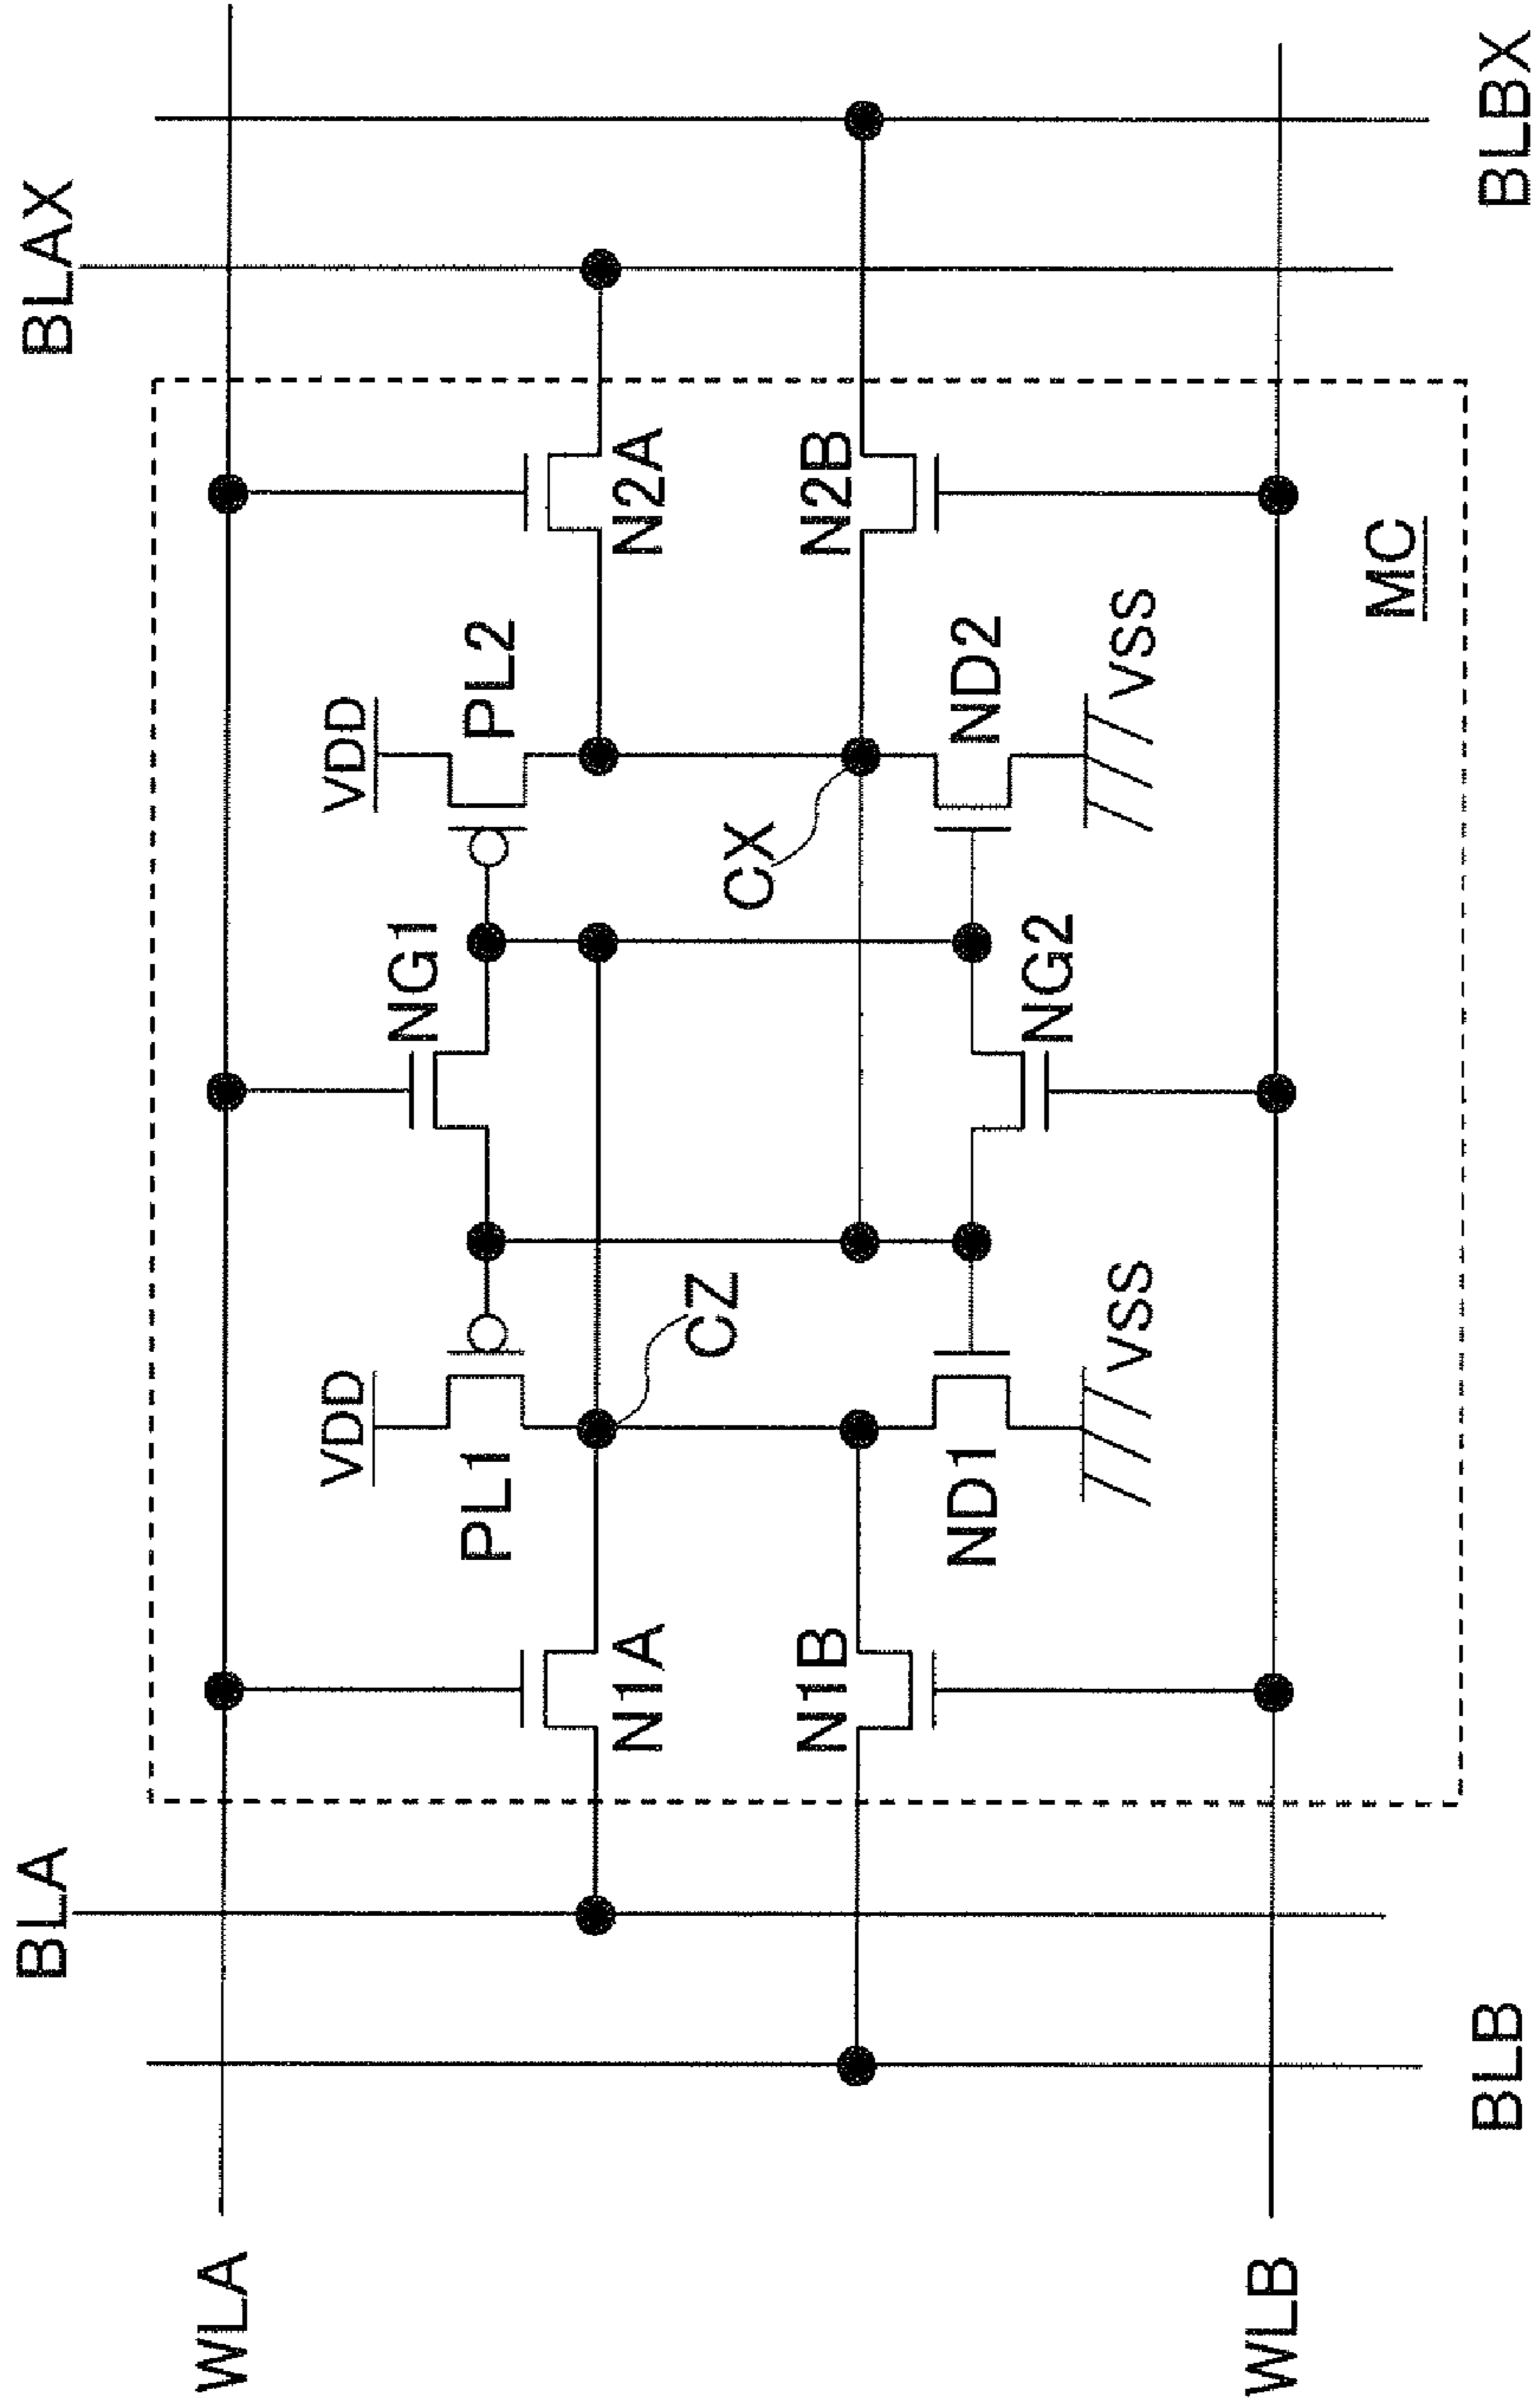 BLA
BLAX
WLA
VDD
VDD
NG1
PL1
PL2
N1A
N2A
CZ
CX
N1B
N2B
ND1
ND2
NG2
VSS
VSS
WLB
MC
BLB
BLBX